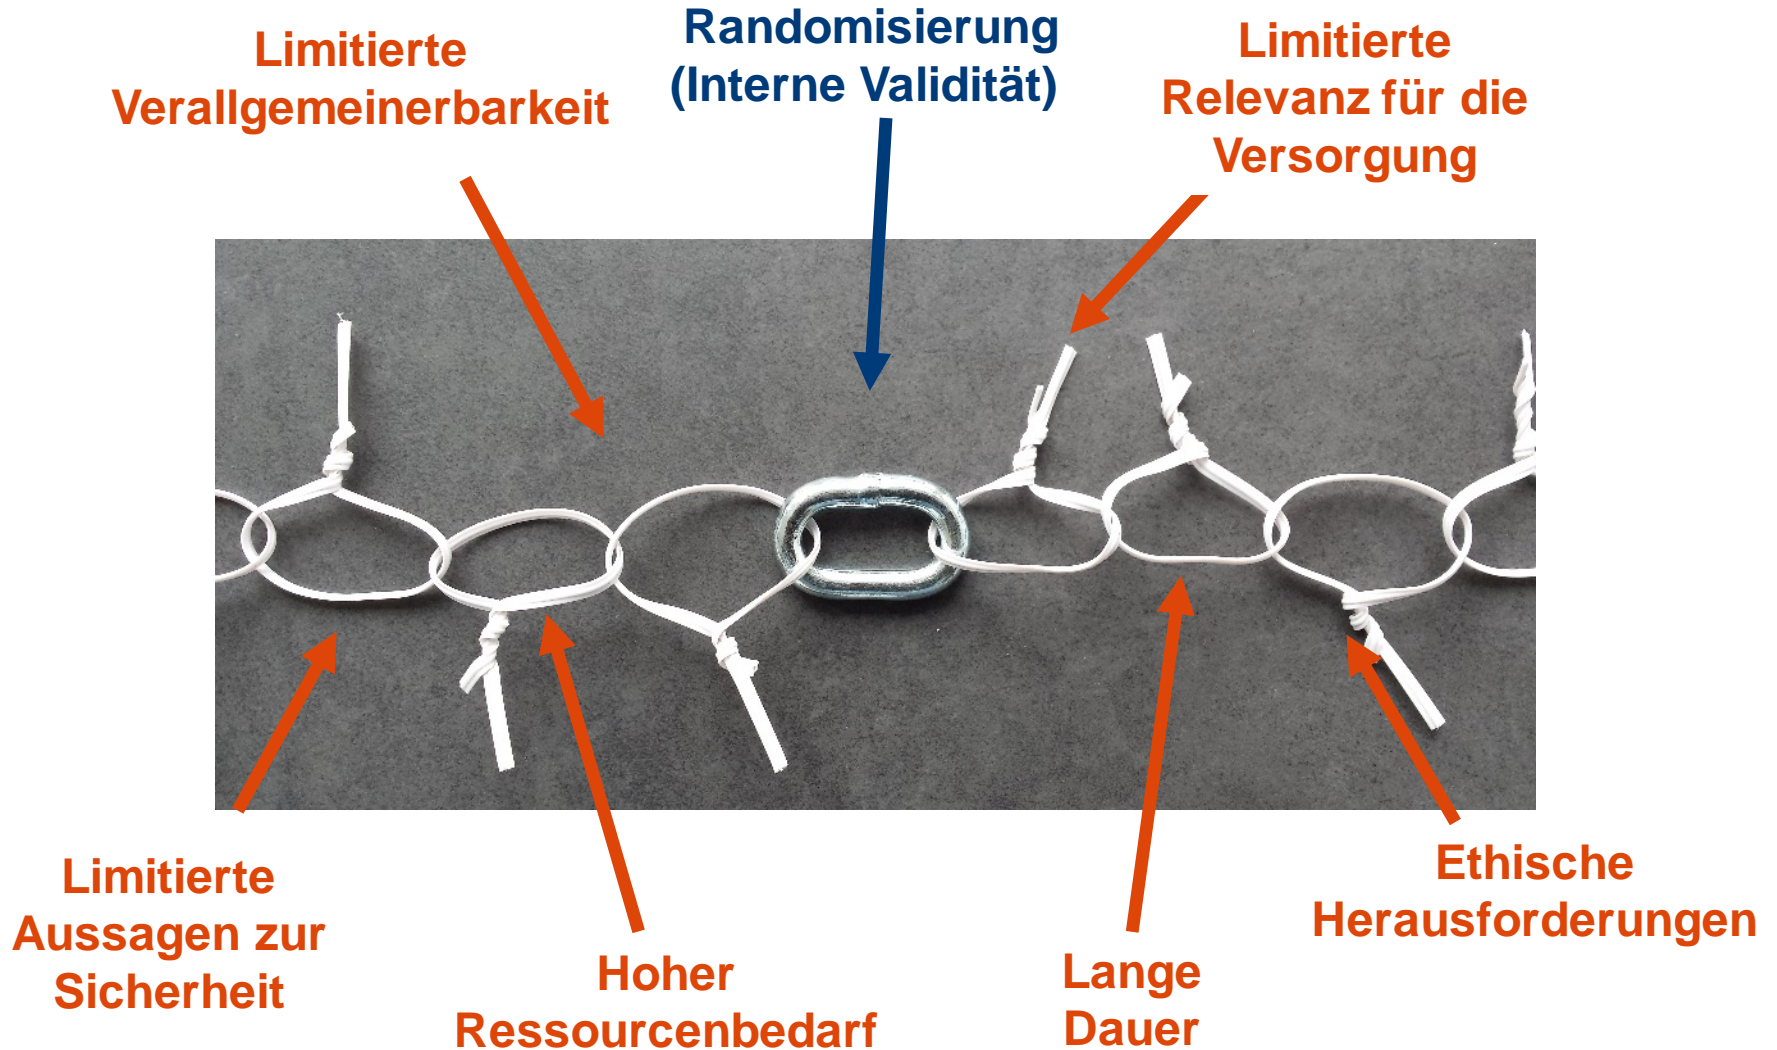 Limitierte
Verallgemeinerbarkeit
Randomisierung
(Interne Validität)
Limitierte
Relevanz für die
Versorgung
Limitierte
Aussagen zur
Sicherheit
Hoher
Ressourcenbedarf
Lange
Dauer
Ethische
Herausforderungen